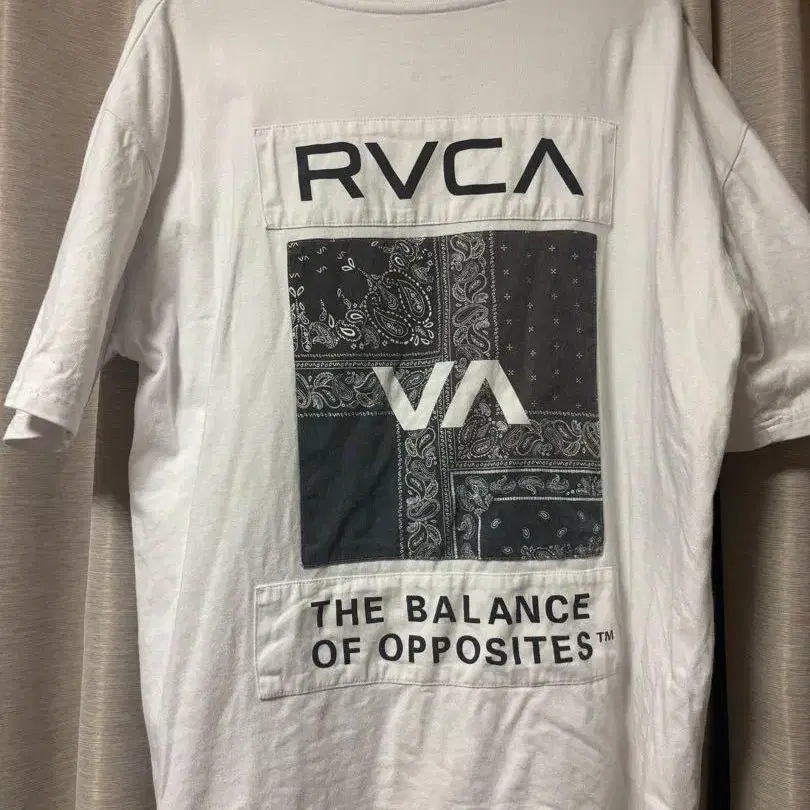 RVCA
VA
THE BALANCE
OF OPPOSITES™